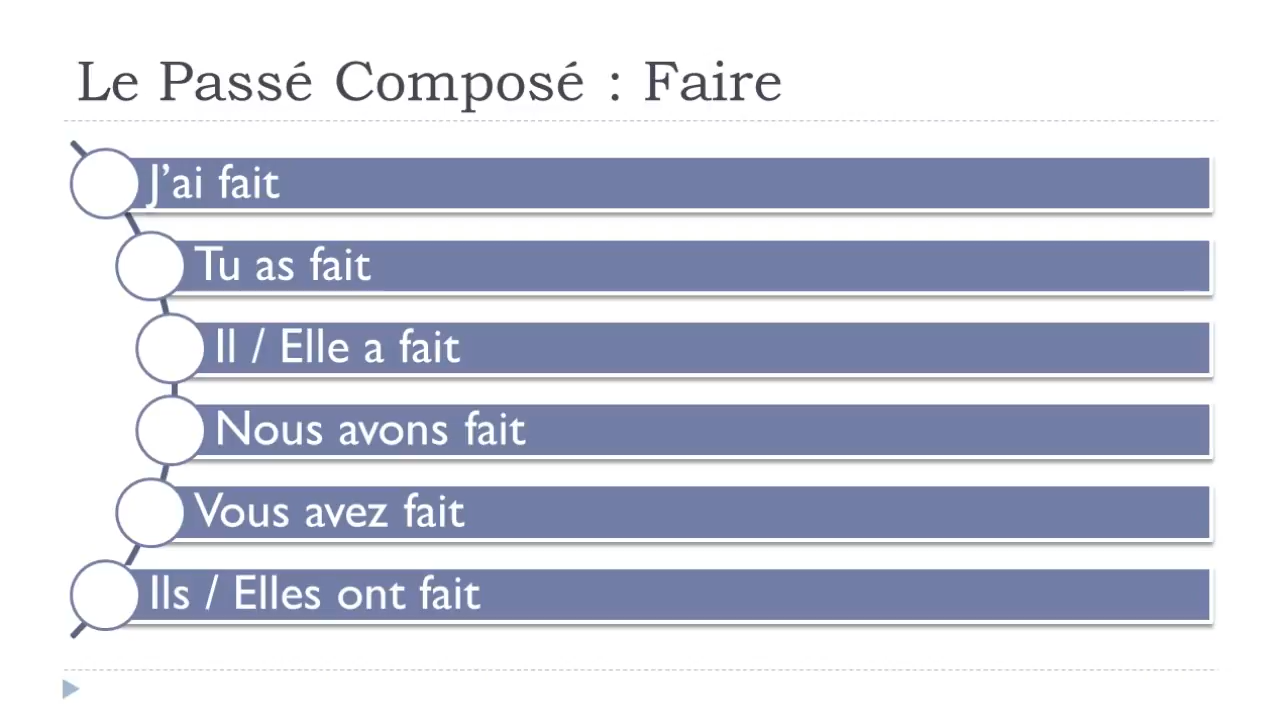 Le Passé Composé : Faire
J’ai fait
Tu as fait
Il / Elle a fait
Nous avons fait
Vous avez fait
Ils / Elles ont fait